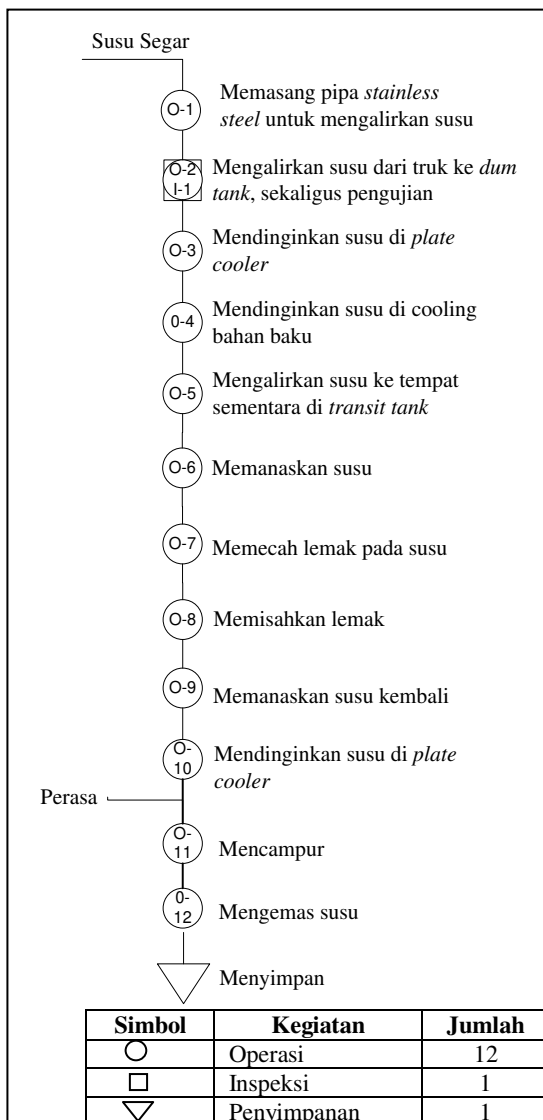 Susu Segar
O-1
Memasang pipa stainless
steel untuk mengalirkan susu
O-2
I-1
Mengalirkan susu dari truk ke dum
tank, sekaligus pengujian
O-3
Mendinginkan susu di plate
cooler
0-4
Mendinginkan susu di cooling
bahan baku
O-5
Mengalirkan susu ke tempat
sementara di transit tank
O-6
Memanaskan susu
O-7
Memecah lemak pada susu
O-8
Memisahkan lemak
O-9
Memanaskan susu kembali
O-
10
Mendinginkan susu di plate
cooler
Perasa
O-
11
Mencampur
0-
12
Mengemas susu
Menyimpan
Simbol Kegiatan Jumlah
Operasi 12
Inspeksi 1
Penyimpanan 1